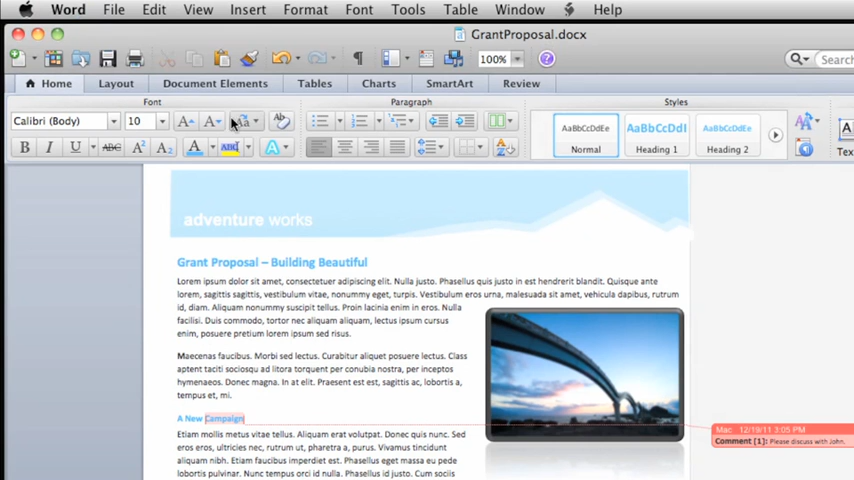 Word File Edit View Insert Format Font Tools Table Window Help
GrantProposal.docx
100% Search
Home Layout Document Elements Tables Charts SmartArt Review
Font Paragraph Styles
Calibri (Body) 10 A A Aa Ab AaBbCcDdEe AaBbCcDdI AaBbCcDdEe A A
B I U ABC A² A₂ A ABC A Normal Heading 1 Heading 2 Text
adventure works
Grant Proposal – Building Beautiful
Lorem ipsum dolor sit amet, consectetuer adipiscing elit. Nulla justo. Phasellus quis justo in est hendrerit blandit. Quisque ante
lorem, sagittis sagittis, vestibulum vitae, nonummy eget, turpis. Vestibulum eros urna, malesuada sit amet, vehicula dapibus, rutrum
id, diam. Aliquam nonummy suscipit tellus. Proin lacinia enim in eros. Nulla
facilisi. Duis commodo, tortor nec aliquam aliquam, lectus ipsum cursus
enim, posuere pretium lorem ipsum sed risus.
Maecenas faucibus. Morbi sed lectus. Curabitur aliquet posuere lectus. In
aptent taciti sociosqu ad litora torquent per conubia nostra, per inceptos
hymenaeos. Donec magna. In at elit. Praesent est est, sagittis ac, lobortis a,
tempus et, mi.
A New Campaign
Etiam mollis metus vitae tellus. Aliquam erat volutpat. Donec quis nunc. Sed
eros eros, ultricies nec, rutrum ut, pharetra a, purus. Vivamus tincidunt
aliquam nibh. Etiam faucibus imperdiet est. Phasellus eget massa eu pede
lobortis pulvinar. Nunc tempus orci id nulla. Phasellus id justo. Cum sociis
Mac 12/19/11 3:05 PM
Comment [1]: Please discuss with John.